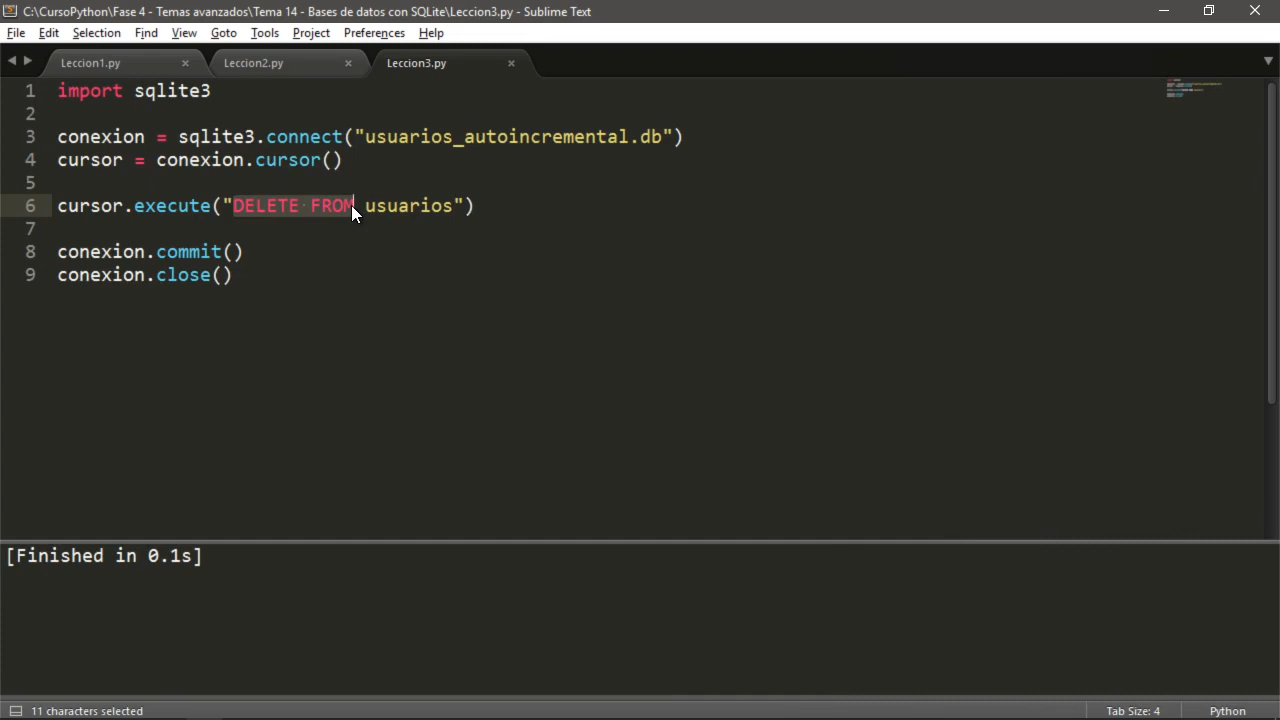 C:\CursoPython\Fase 4 - Temas avanzados\Tema 14 - Bases de datos con SQLite\Leccion3.py - Sublime Text
File Edit Selection Find View Goto Tools Project Preferences Help
Leccion1.py × Leccion2.py × Leccion3.py ×
1 import sqlite3
2
3 conexion = sqlite3.connect("usuarios_autoincremental.db")
4 cursor = conexion.cursor()
5
6 cursor.execute("DELETE FROM usuarios")
7
8 conexion.commit()
9 conexion.close()
[Finished in 0.1s]
11 characters selected Tab Size: 4 Python